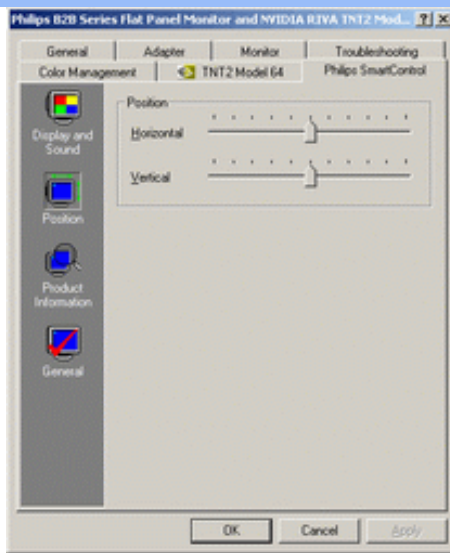 Philips B2B Series Flat Panel Monitor and NVIDIA RIVA TNT2 Mod...
General Adapter Monitor Troubleshooting
Color Management TNT2 Model 64 Philips SmartControl
Display and
Sound
Position
Product
Information
General
Position
Horizontal
Vertical
OK Cancel Apply